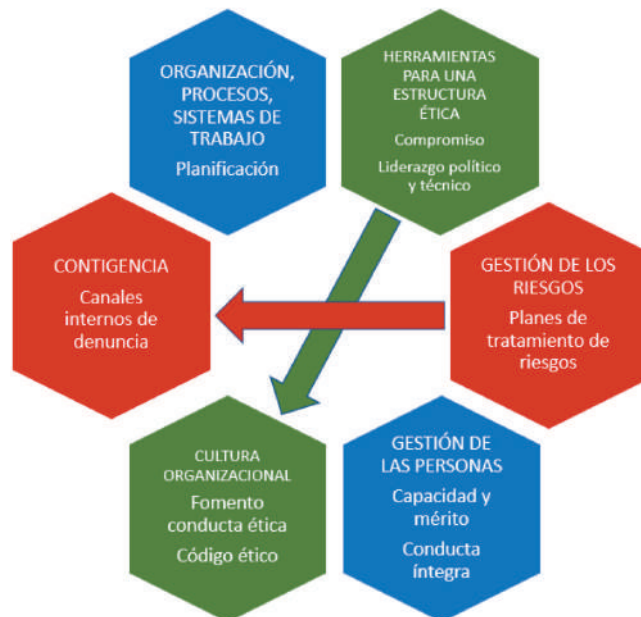 ORGANIZACIÓN,
PROCESOS,
SISTEMAS DE
TRABAJO
Planificación
HERRAMIENTAS
PARA UNA
ESTRUCTURA
ÉTICA
Compromiso
Liderazgo político
y técnico
CONTIGENCIA
Canales
internos de
denuncia
GESTIÓN DE LOS
RIESGOS
Planes de
tratamiento de
riesgos
CULTURA
ORGANIZACIONAL
Fomento
conducta ética
Código ético
GESTIÓN DE
LAS PERSONAS
Capacidad y
mérito
Conducta
íntegra